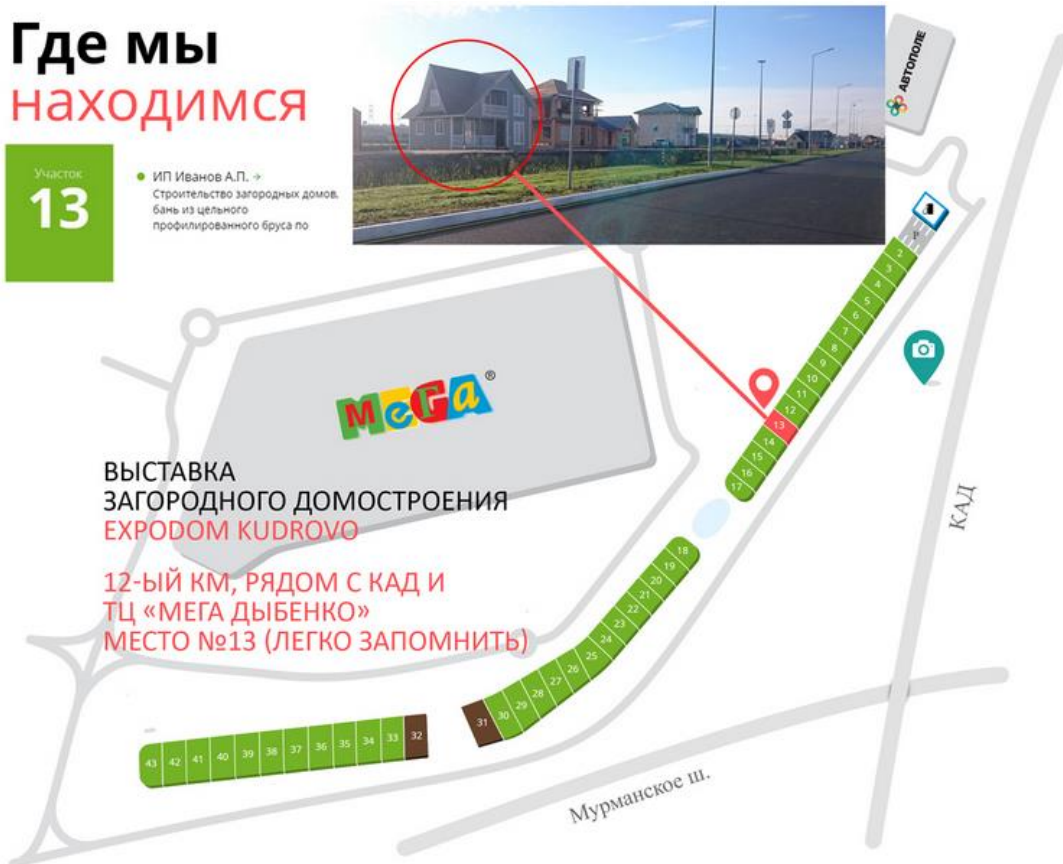 Где мы
находимся
Участок
13
ИП Иванов А.П. →
Строительство загородных домов,
бань из цельного
профилированного бруса по
АВТОПОЛЕ
P
2
3
4
5
6
7
8
9
10
11
12
13
14
15
16
17
МеГа®
ВЫСТАВКА
ЗАГОРОДНОГО ДОМОСТРОЕНИЯ
EXPODOM KUDROVO
12-ЫЙ КМ, РЯДОМ С КАД И
ТЦ «МЕГА ДЫБЕНКО»
МЕСТО №13 (ЛЕГКО ЗАПОМНИТЬ)
КАД
18
19
20
21
22
23
24
25
26
27
28
29
30
31
32
33
34
35
36
37
38
39
40
41
42
43
Мурманское ш.